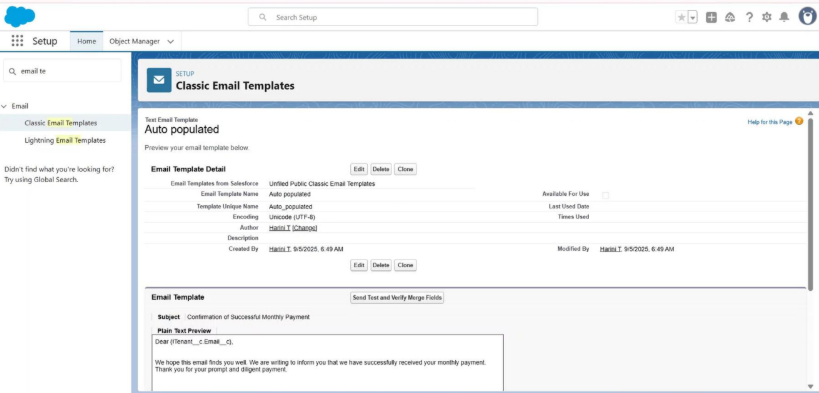 Search Setup
Setup
Home
Object Manager
email te
Email
Classic Email Templates
Lightning Email Templates
Didn't find what you're looking for?
Try using Global Search.
SETUP
Classic Email Templates
Text Email Template
Auto populated
Help for this Page
Preview your email template below.
Email Template Detail
Edit Delete Clone
Email Templates from Salesforce Unfiled Public Classic Email Templates
Email Template Name Auto populated Available For Use
Template Unique Name Auto_populated Last Used Date
Encoding Unicode (UTF-8) Times Used
Author Harini T [Change]
Description
Created By Harini T, 9/5/2025, 6:49 AM Modified By Harini T, 9/5/2025, 6:49 AM
Edit Delete Clone
Email Template
Send Test and Verify Merge Fields
Subject Confirmation of Successful Monthly Payment
Plain Text Preview
Dear {!Tenant__c.Email__c},
We hope this email finds you well. We are writing to inform you that we have successfully received your monthly payment.
Thank you for your prompt and diligent payment.